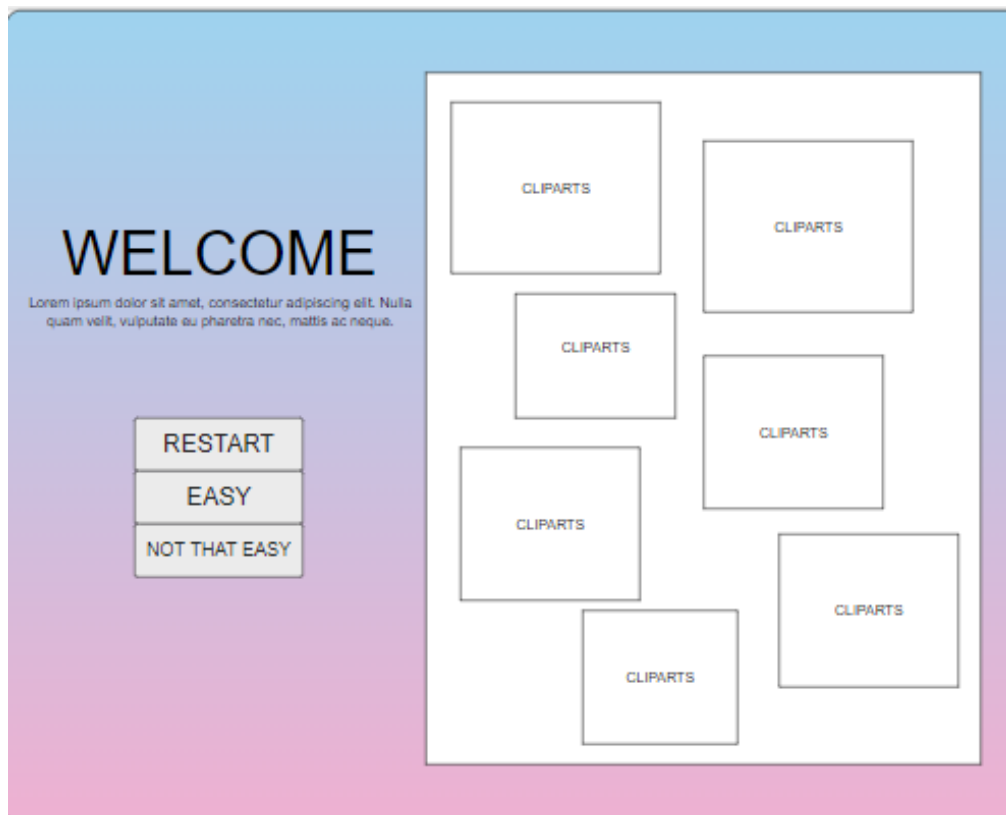 WELCOME
Lorem ipsum dolor sit amet, consectetur adipiscing elit. Nulla
quam velit, vulputate eu pharetra nec, mattis ac neque.
RESTART
EASY
NOT THAT EASY
CLIPARTS
CLIPARTS
CLIPARTS
CLIPARTS
CLIPARTS
CLIPARTS
CLIPARTS